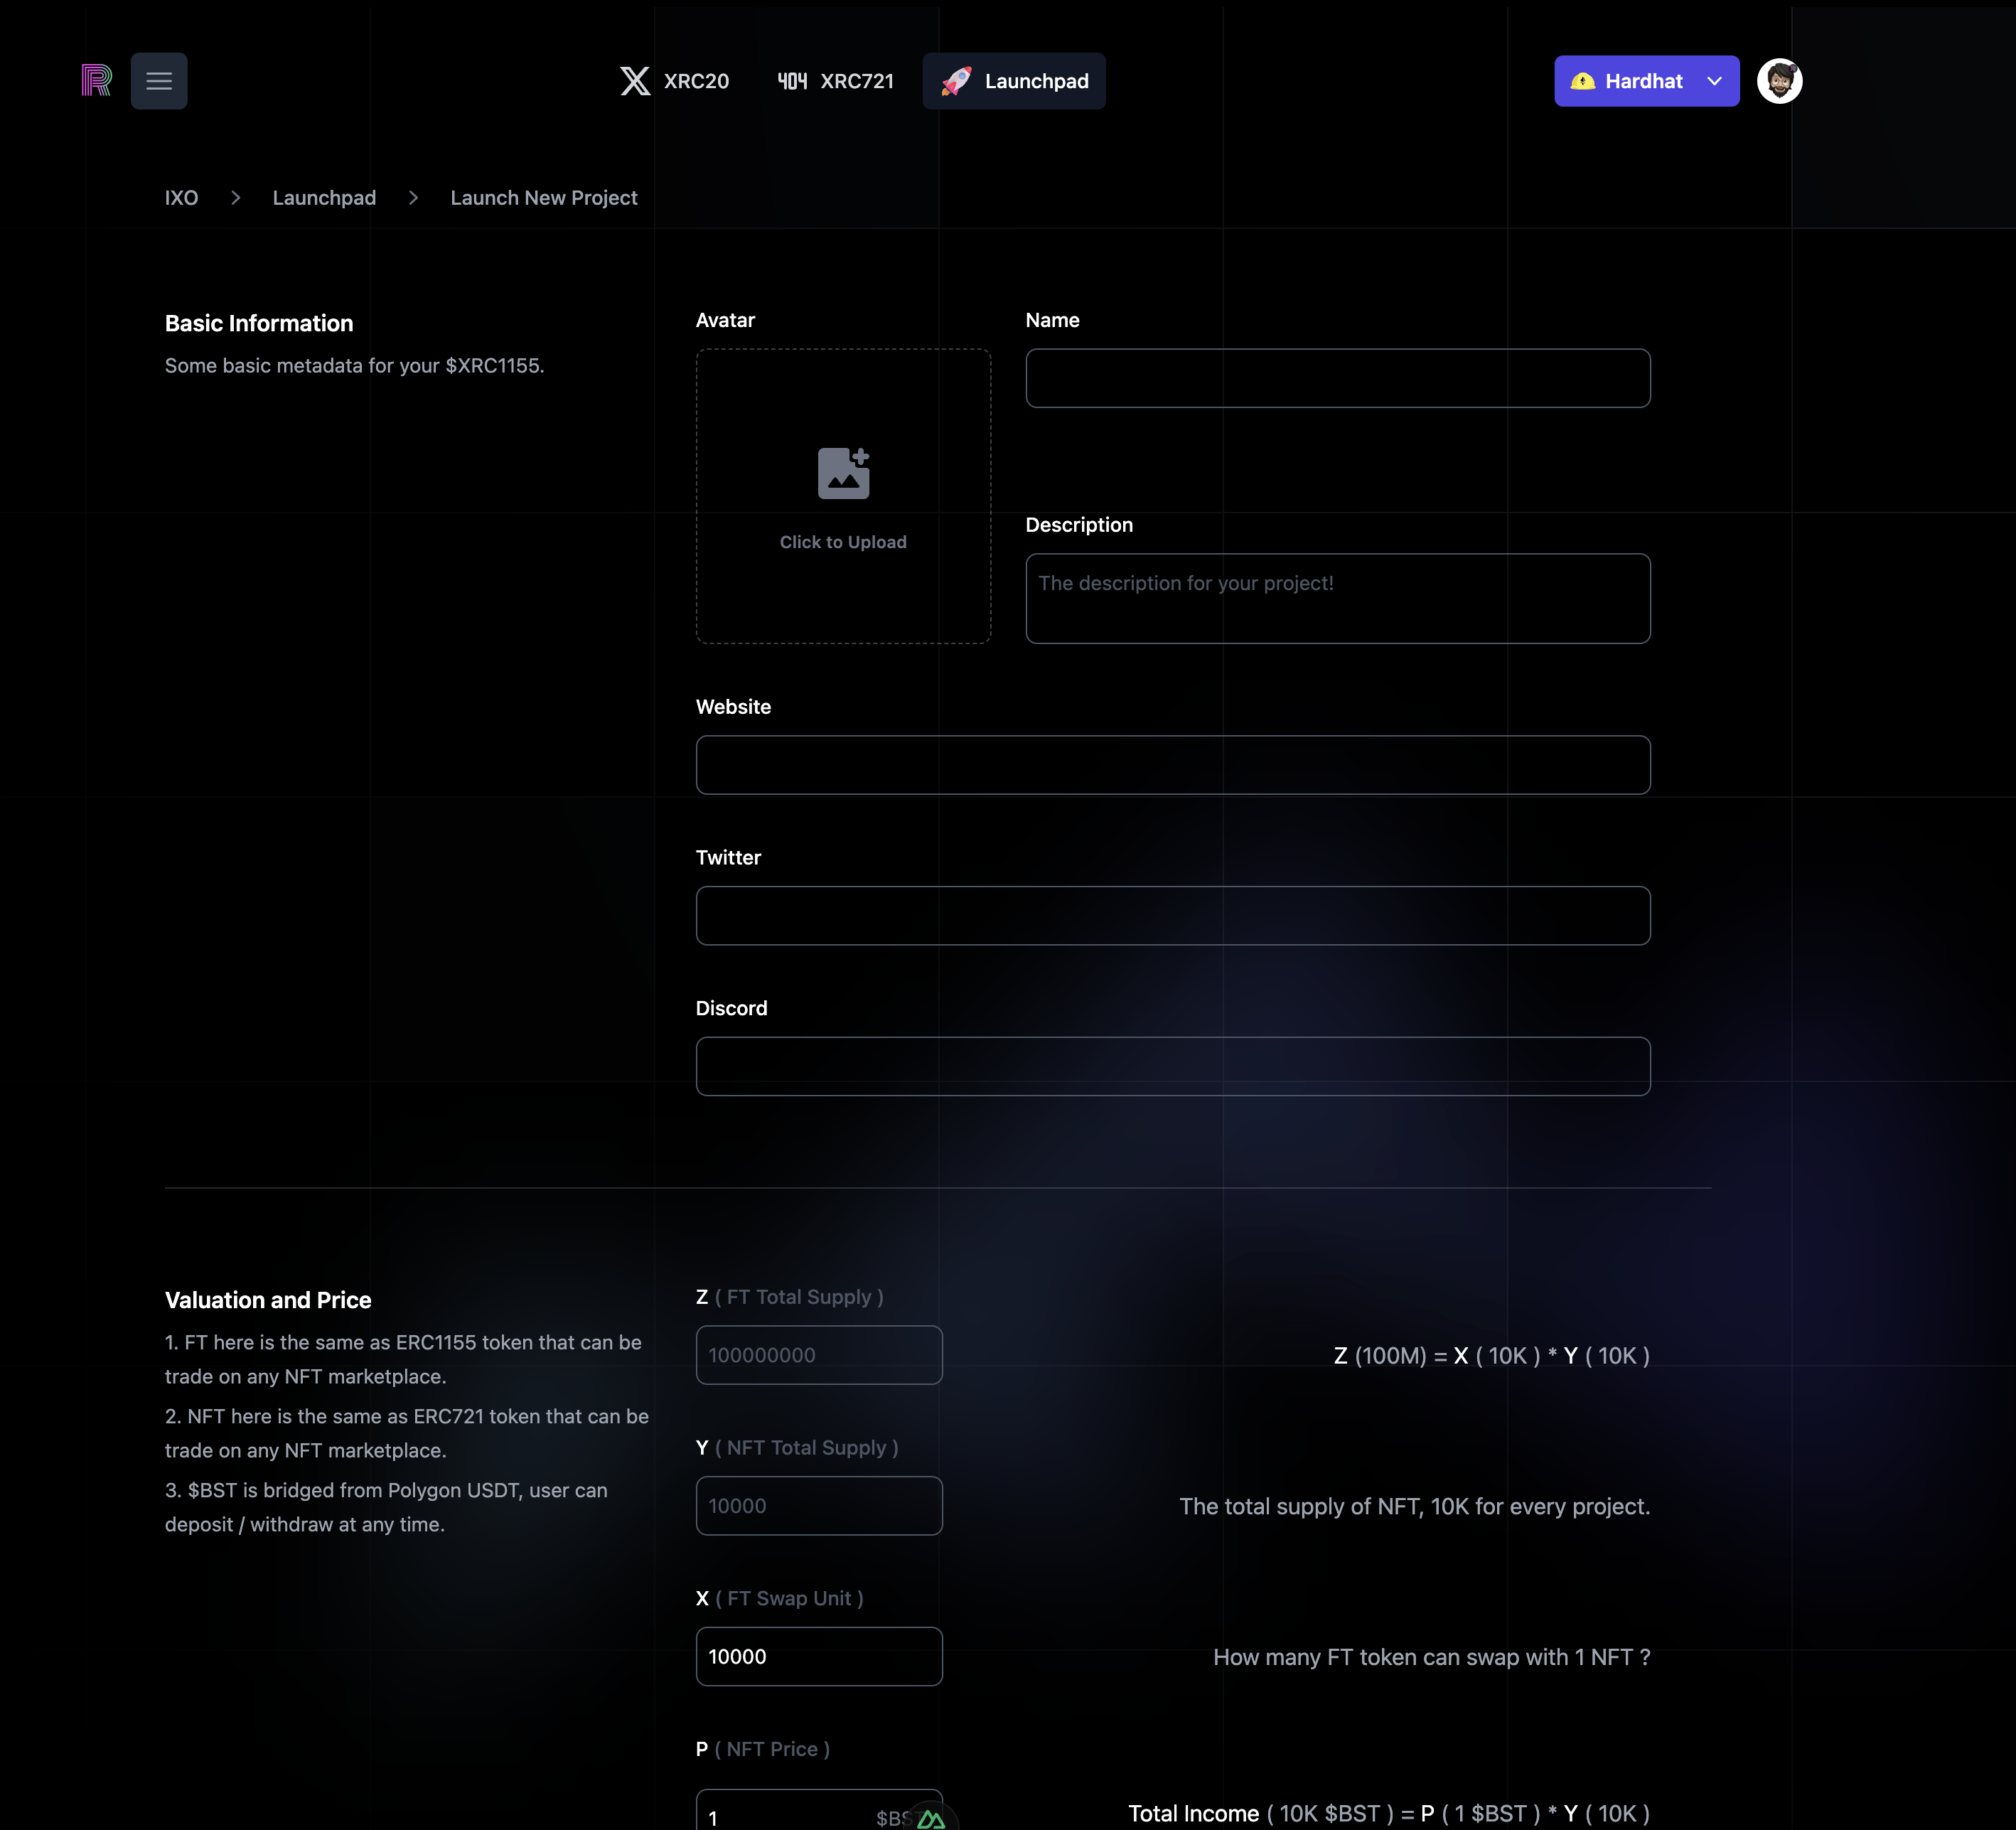 XRC20
404 XRC721
Launchpad
Hardhat
IXO
Launchpad
Launch New Project
Basic Information
Some basic metadata for your $XRC1155.
Avatar
Click to Upload
Name
Description
The description for your project!
Website
Twitter
Discord
Valuation and Price
1. FT here is the same as ERC1155 token that can be
trade on any NFT marketplace.
2. NFT here is the same as ERC721 token that can be
trade on any NFT marketplace.
3. $BST is bridged from Polygon USDT, user can
deposit / withdraw at any time.
Z ( FT Total Supply )
100000000
Z (100M) = X ( 10K ) * Y ( 10K )
Y ( NFT Total Supply )
10000
The total supply of NFT, 10K for every project.
X ( FT Swap Unit )
10000
How many FT token can swap with 1 NFT ?
P ( NFT Price )
1
Total Income ( 10K $BST ) = P ( 1 $BST ) * Y ( 10K )